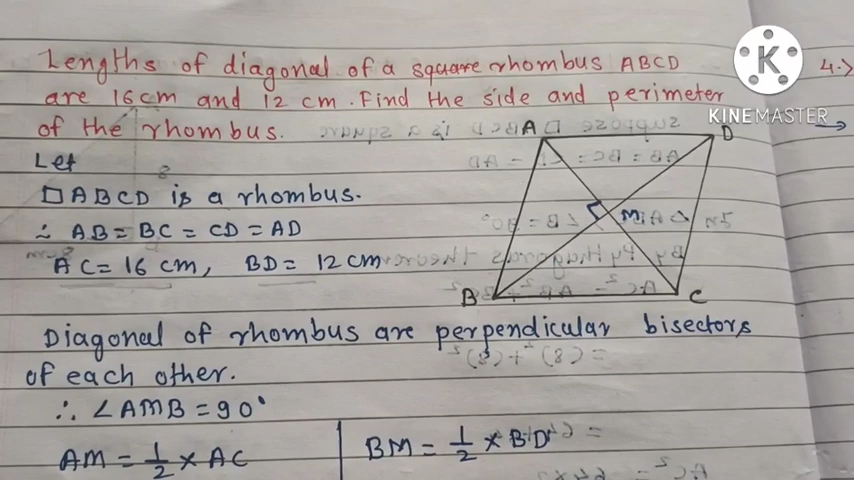 Lengths of diagonal of a square rhombus ABCD
are 16cm and 12 cm. Find the side and perimeter
of the rhombus.
Let
□ ABCD is a rhombus.
∴ AB = BC = CD = AD
AC = 16 cm, BD = 12 cm
A
D
M
B
C
Diagonal of rhombus are perpendicular bisectors
of each other.
∴ ∠AMB = 90°
AM = 1/2 × AC
BM = 1/2 × BD
K
KINEMASTER
4.>
→